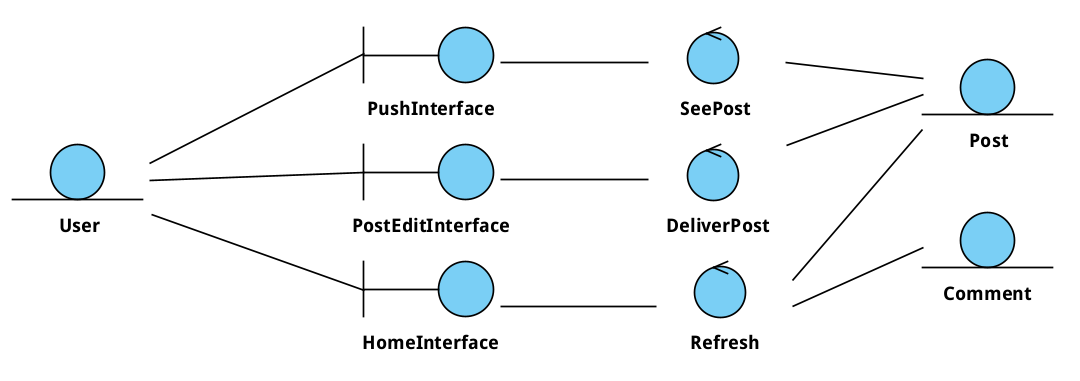 PushInterface
SeePost
Post
User
PostEditInterface
DeliverPost
Comment
HomeInterface
Refresh